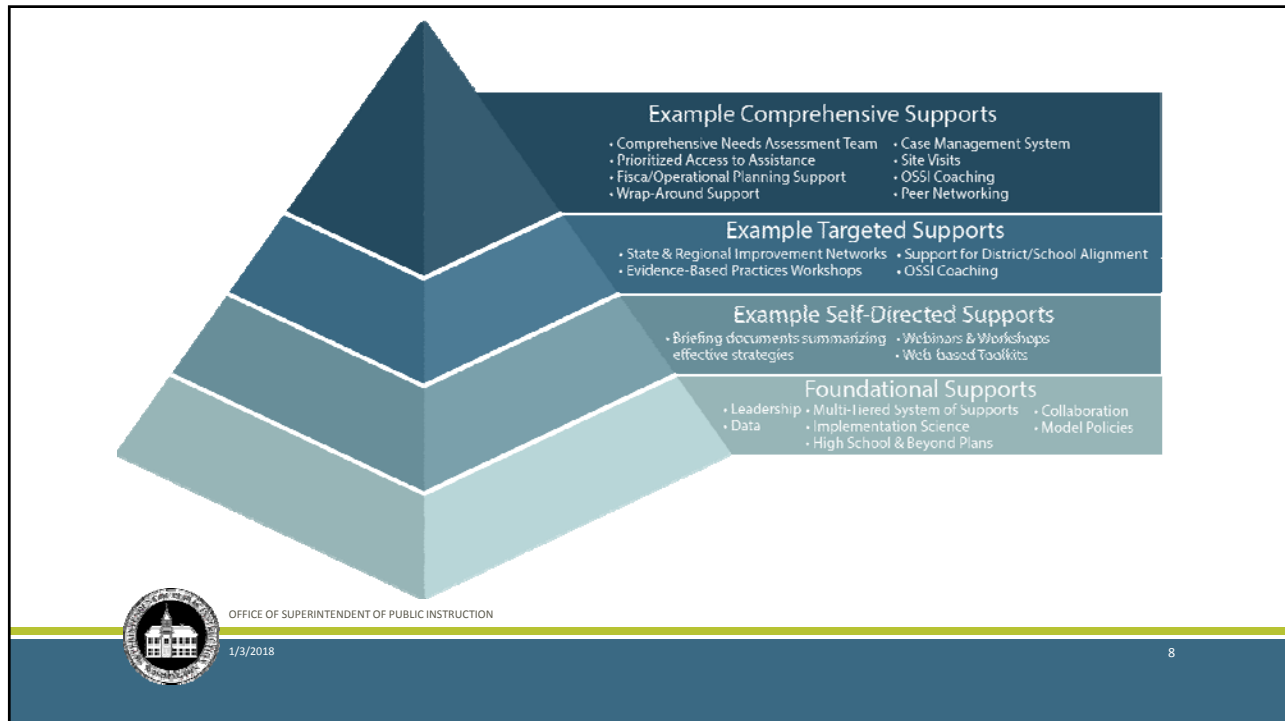 Example Comprehensive Supports
• Comprehensive Needs Assessment Team
• Prioritized Access to Assistance
• Fisca/Operational Planning Support
• Wrap-Around Support
• Case Management System
• Site Visits
• OSSI Coaching
• Peer Networking
Example Targeted Supports
• State & Regional Improvement Networks
• Evidence-Based Practices Workshops
• Support for District/School Alignment
• OSSI Coaching
Example Self-Directed Supports
• Briefing documents summarizing
effective strategies
• Webinars & Workshops
• Web based Toolkits
Foundational Supports
• Leadership
• Data
• Multi-Tiered System of Supports
• Implementation Science
• High School & Beyond Plans
• Collaboration
• Model Policies
OFFICE OF SUPERINTENDENT OF PUBLIC INSTRUCTION
1/3/2018
8